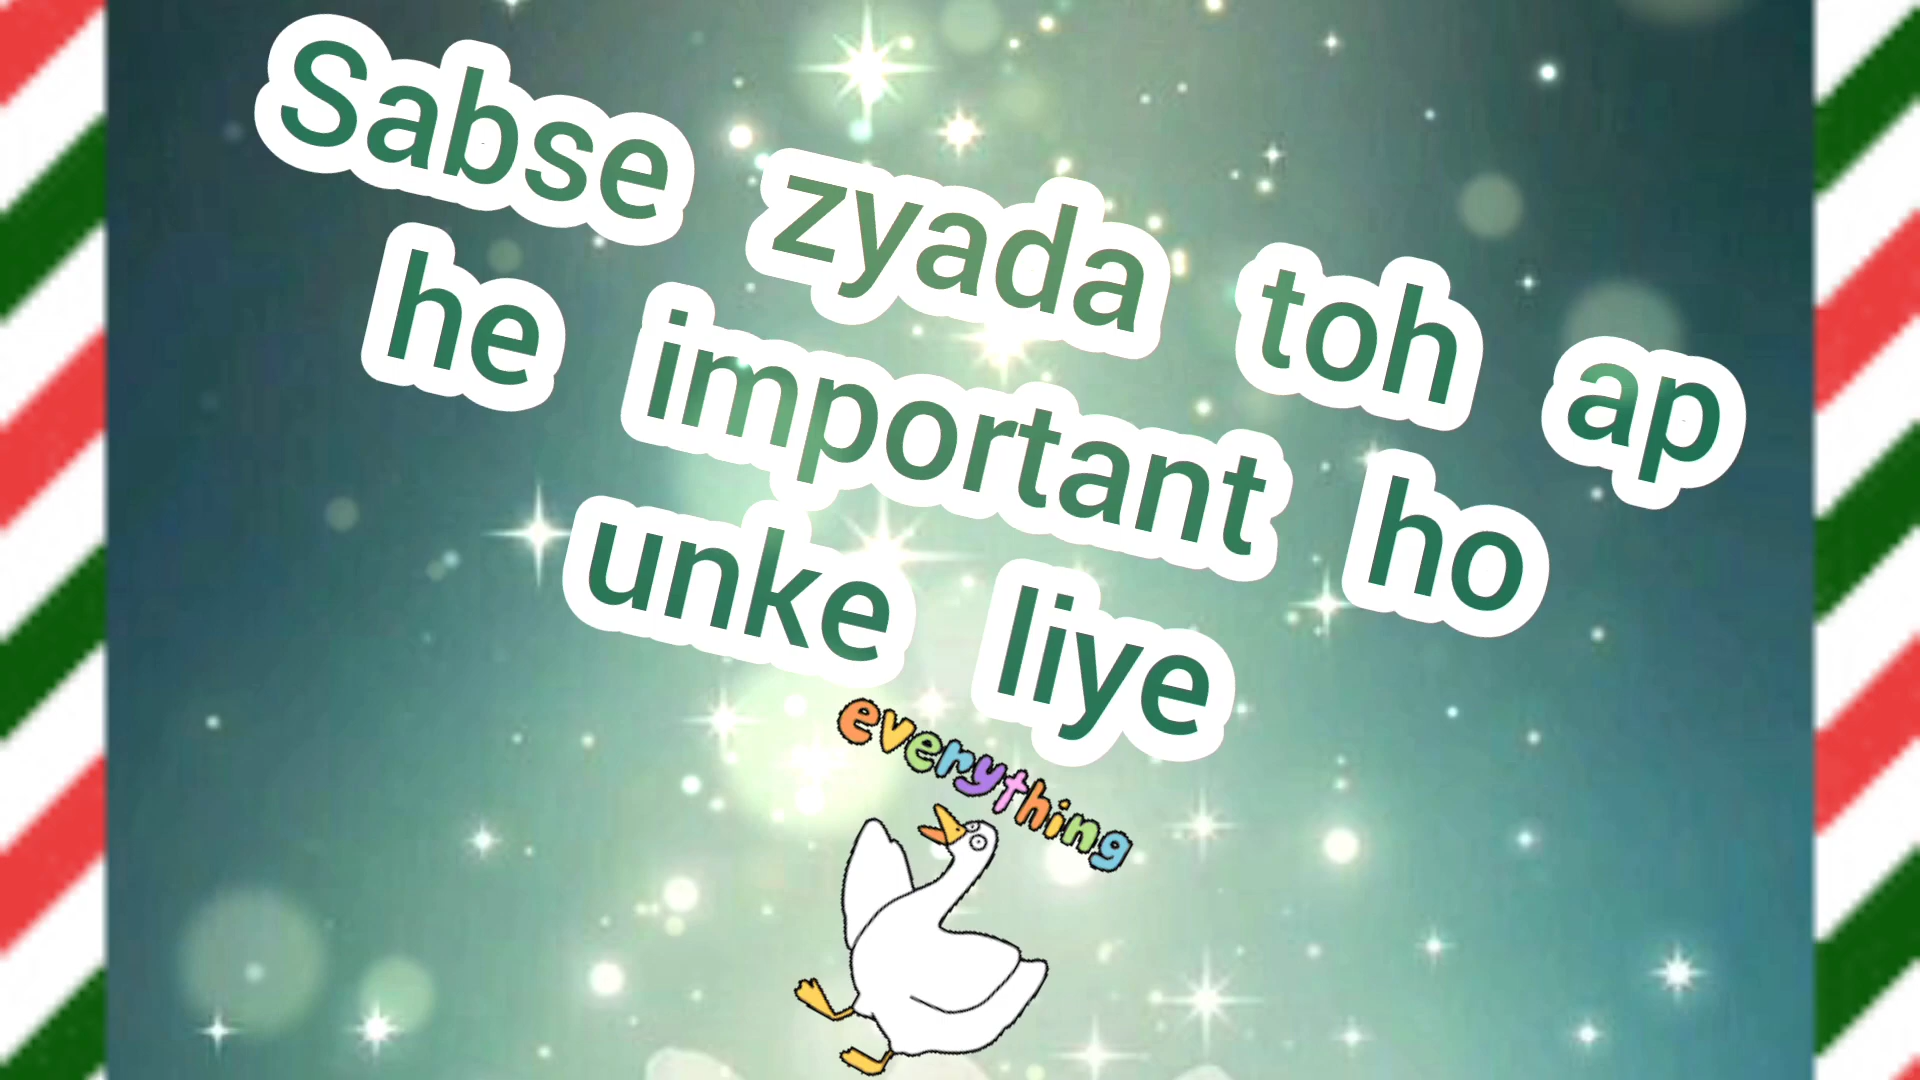 Sabse zyada toh ap
he important ho
unke liye
everything